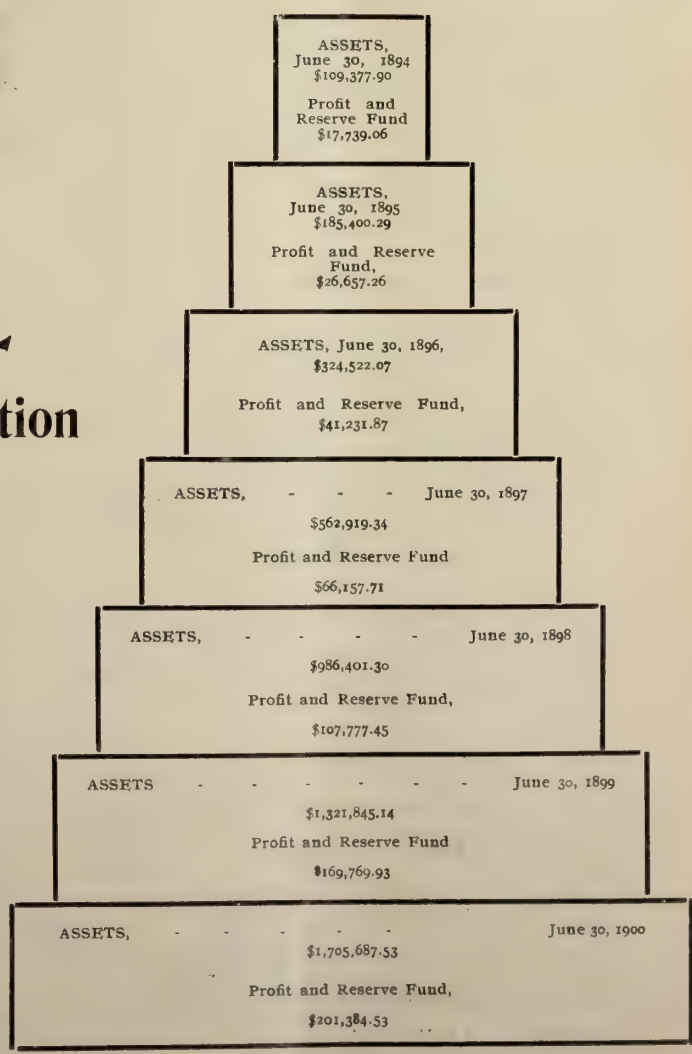 ASSETS,
June 30, 1894
$109,377.90
Profit and
Reserve Fund
$17,739.06
ASSETS,
June 30, 1895
$185,400.29
Profit and Reserve
Fund,
$26,657.26
ASSETS, June 30, 1896,
$324,522.07
tion
Profit and Reserve Fund,
$41,231.87
ASSETS, - - - June 30, 1897
$562,919.34
Profit and Reserve Fund
$66,157.71
ASSETS, - - - - June 30, 1898
$986,401.30
Profit and Reserve Fund,
$107,777.45
ASSETS - - - - - - June 30, 1899
$1,321,845.14
Profit and Reserve Fund
$169,769.93
ASSETS, - - - - - June 30, 1900
$1,705,687.53
Profit and Reserve Fund,
$201,384.53